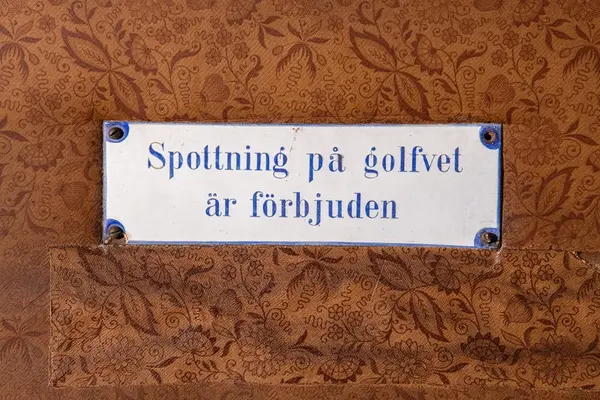 Spottning på golfvet
är förbjuden